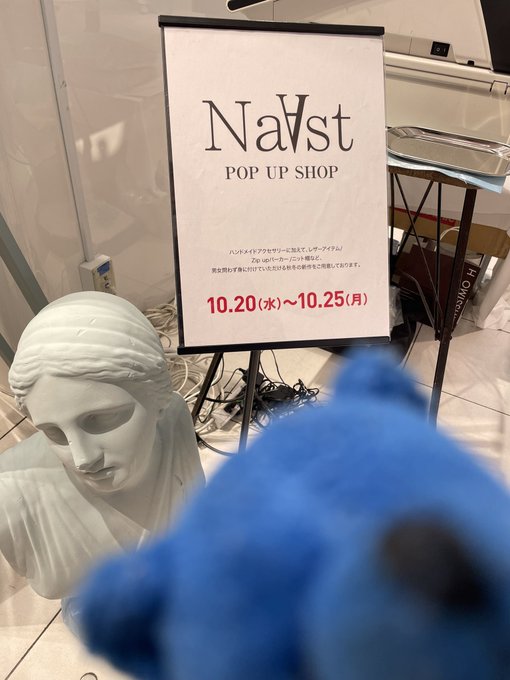 Na∀st
POP UP SHOP
ハンドメイドアクセサリーに加えて、レザーアイテム/
Zip upパーカー/ニット帽など、
男女問わず身に付けていただける秋冬の新作をご用意しております。
10.20(水)～10.25(月)